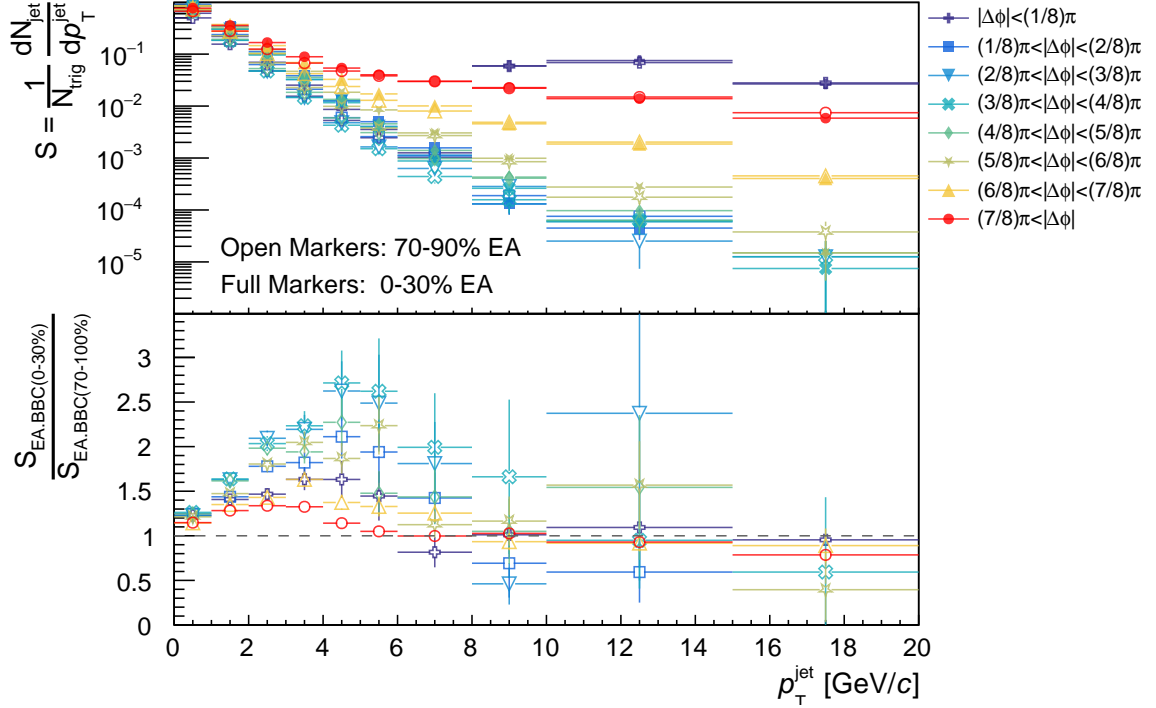 S = 1/N_trig dN_jet/dp_T^jet
10⁻¹
10⁻²
10⁻³
10⁻⁴
10⁻⁵
Open Markers: 70-90% EA
Full Markers: 0-30% EA
|Δϕ|<(1/8)π
(1/8)π<|Δϕ|<(2/8)π
(2/8)π<|Δϕ|<(3/8)π
(3/8)π<|Δϕ|<(4/8)π
(4/8)π<|Δϕ|<(5/8)π
(5/8)π<|Δϕ|<(6/8)π
(6/8)π<|Δϕ|<(7/8)π
(7/8)π<|Δϕ|
S_EA.BBC(0-30%)
S_EA.BBC(70-100%)
3
2.5
2
1.5
1
0.5
0
0 2 4 6 8 10 12 14 16 18 20
p_T^jet [GeV/c]